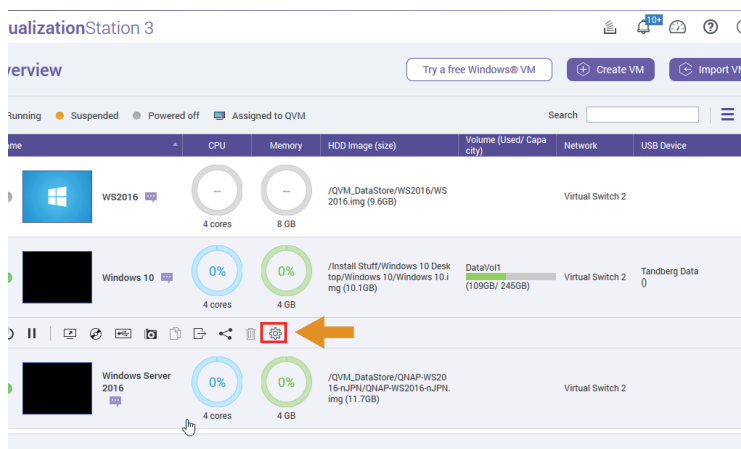 ualizationStation 3
10+
verview
Try a free Windows® VM
Create VM
Import VM
Running
Suspended
Powered off
Assigned to QVM
Search
me
CPU
Memory
HDD Image (size)
Volume (Used/ Capa
city)
Network
USB Device
WS2016
–
4 cores
–
8 GB
/QVM_DataStore/WS2016/WS
2016.img (9.6GB)
Virtual Switch 2
Windows 10
0%
4 cores
0%
4 GB
/Install Stuff/Windows 10 Desk
top/Windows 10/Windows 10.i
mg (10.1GB)
DataVol1
(109GB/ 245GB)
Virtual Switch 2
Tandberg Data
()
Windows Server
2016
0%
4 cores
0%
4 GB
/QVM_DataStore/QNAP-WS20
16-nJPN/QNAP-WS2016-nJPN.
img (11.7GB)
Virtual Switch 2